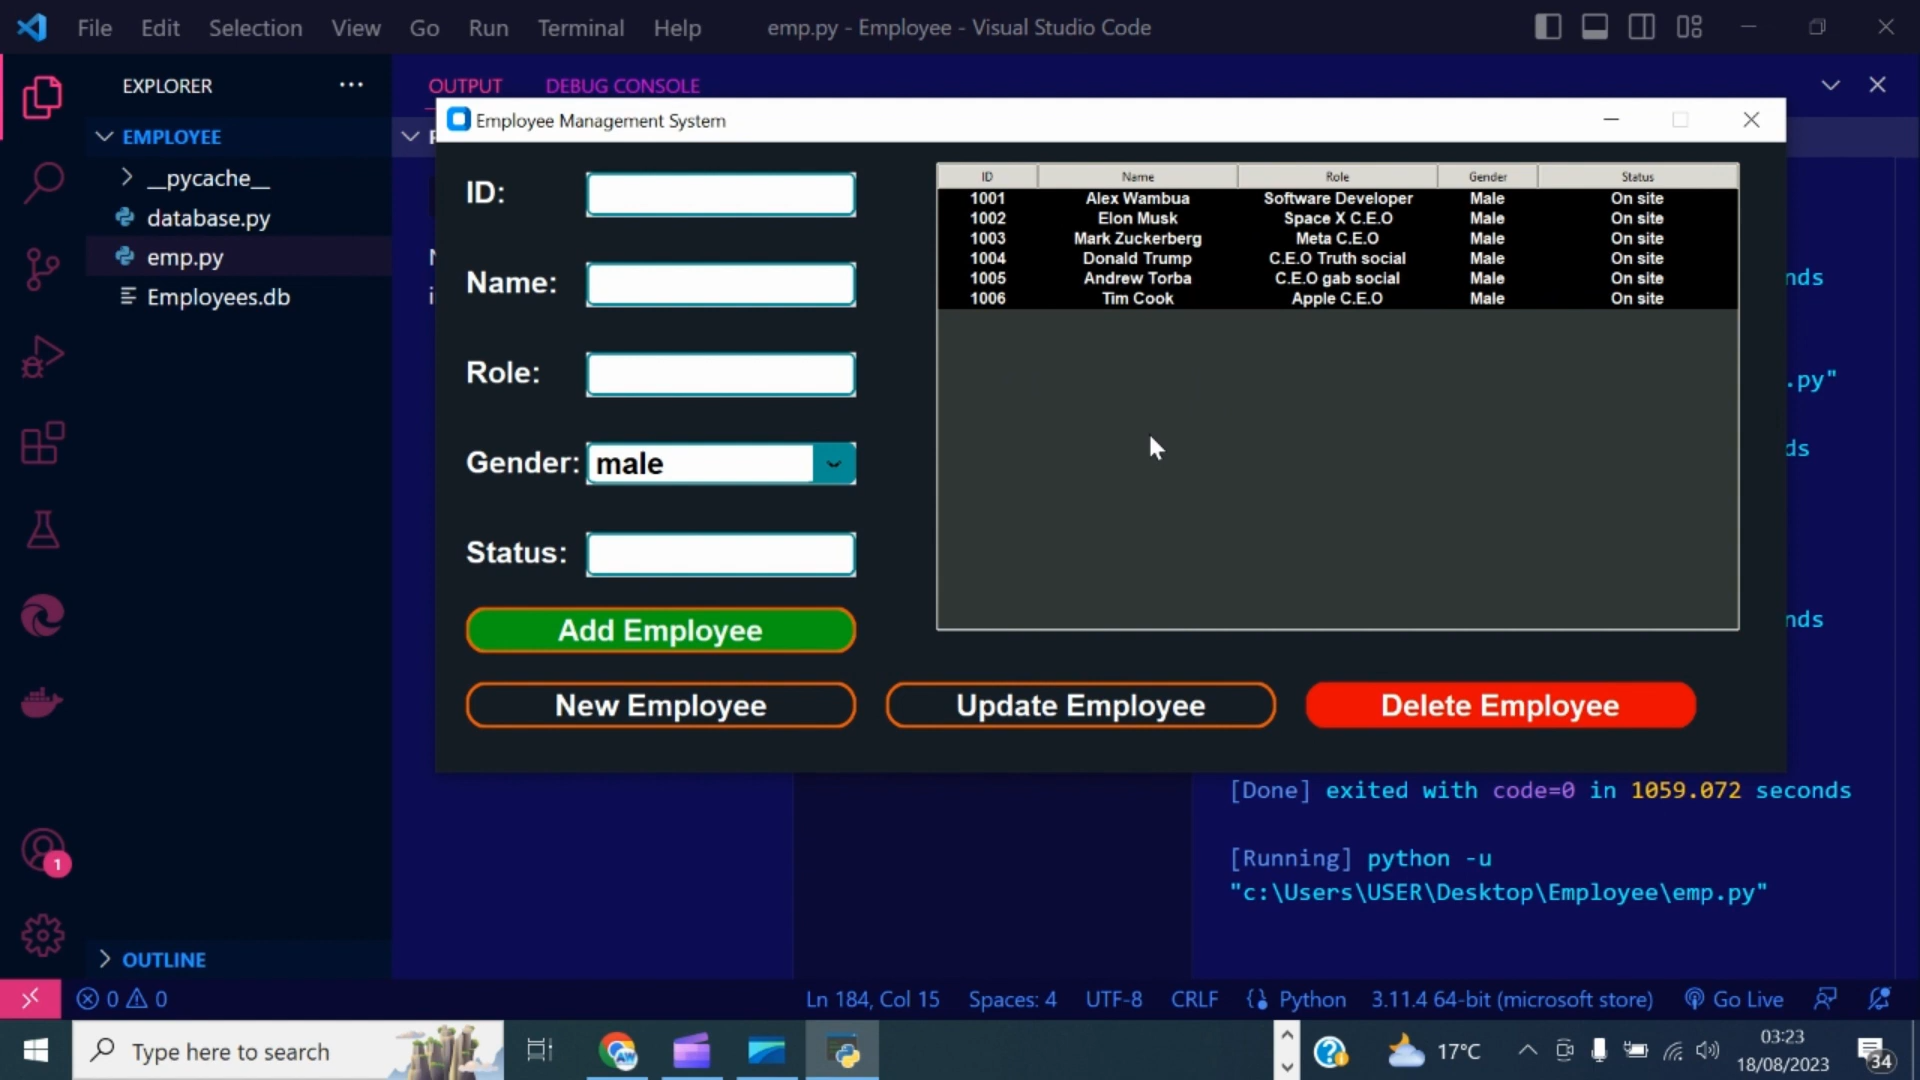 File Edit Selection View Go Run Terminal Help emp.py - Employee - Visual Studio Code
EXPLORER ···
OUTPUT DEBUG CONSOLE
Employee Management System
EMPLOYEE
__pycache__
database.py
emp.py
Employees.db
ID:
Name:
Role:
Gender: male
Status:
Add Employee
New Employee Update Employee Delete Employee
ID Name Role Gender Status
1001 Alex Wambua Software Developer Male On site
1002 Elon Musk Space X C.E.O Male On site
1003 Mark Zuckerberg Meta C.E.O Male On site
1004 Donald Trump C.E.O Truth social Male On site
1005 Andrew Torba C.E.O gab social Male On site
1006 Tim Cook Apple C.E.O Male On site
nds
.py"
ds
nds
[Done] exited with code=0 in 1059.072 seconds
[Running] python -u
"c:\Users\USER\Desktop\Employee\emp.py"
1
OUTLINE
0 0 Ln 184, Col 15 Spaces: 4 UTF-8 CRLF Python 3.11.4 64-bit (microsoft store) Go Live
Type here to search
17°C
03:23
18/08/2023
34